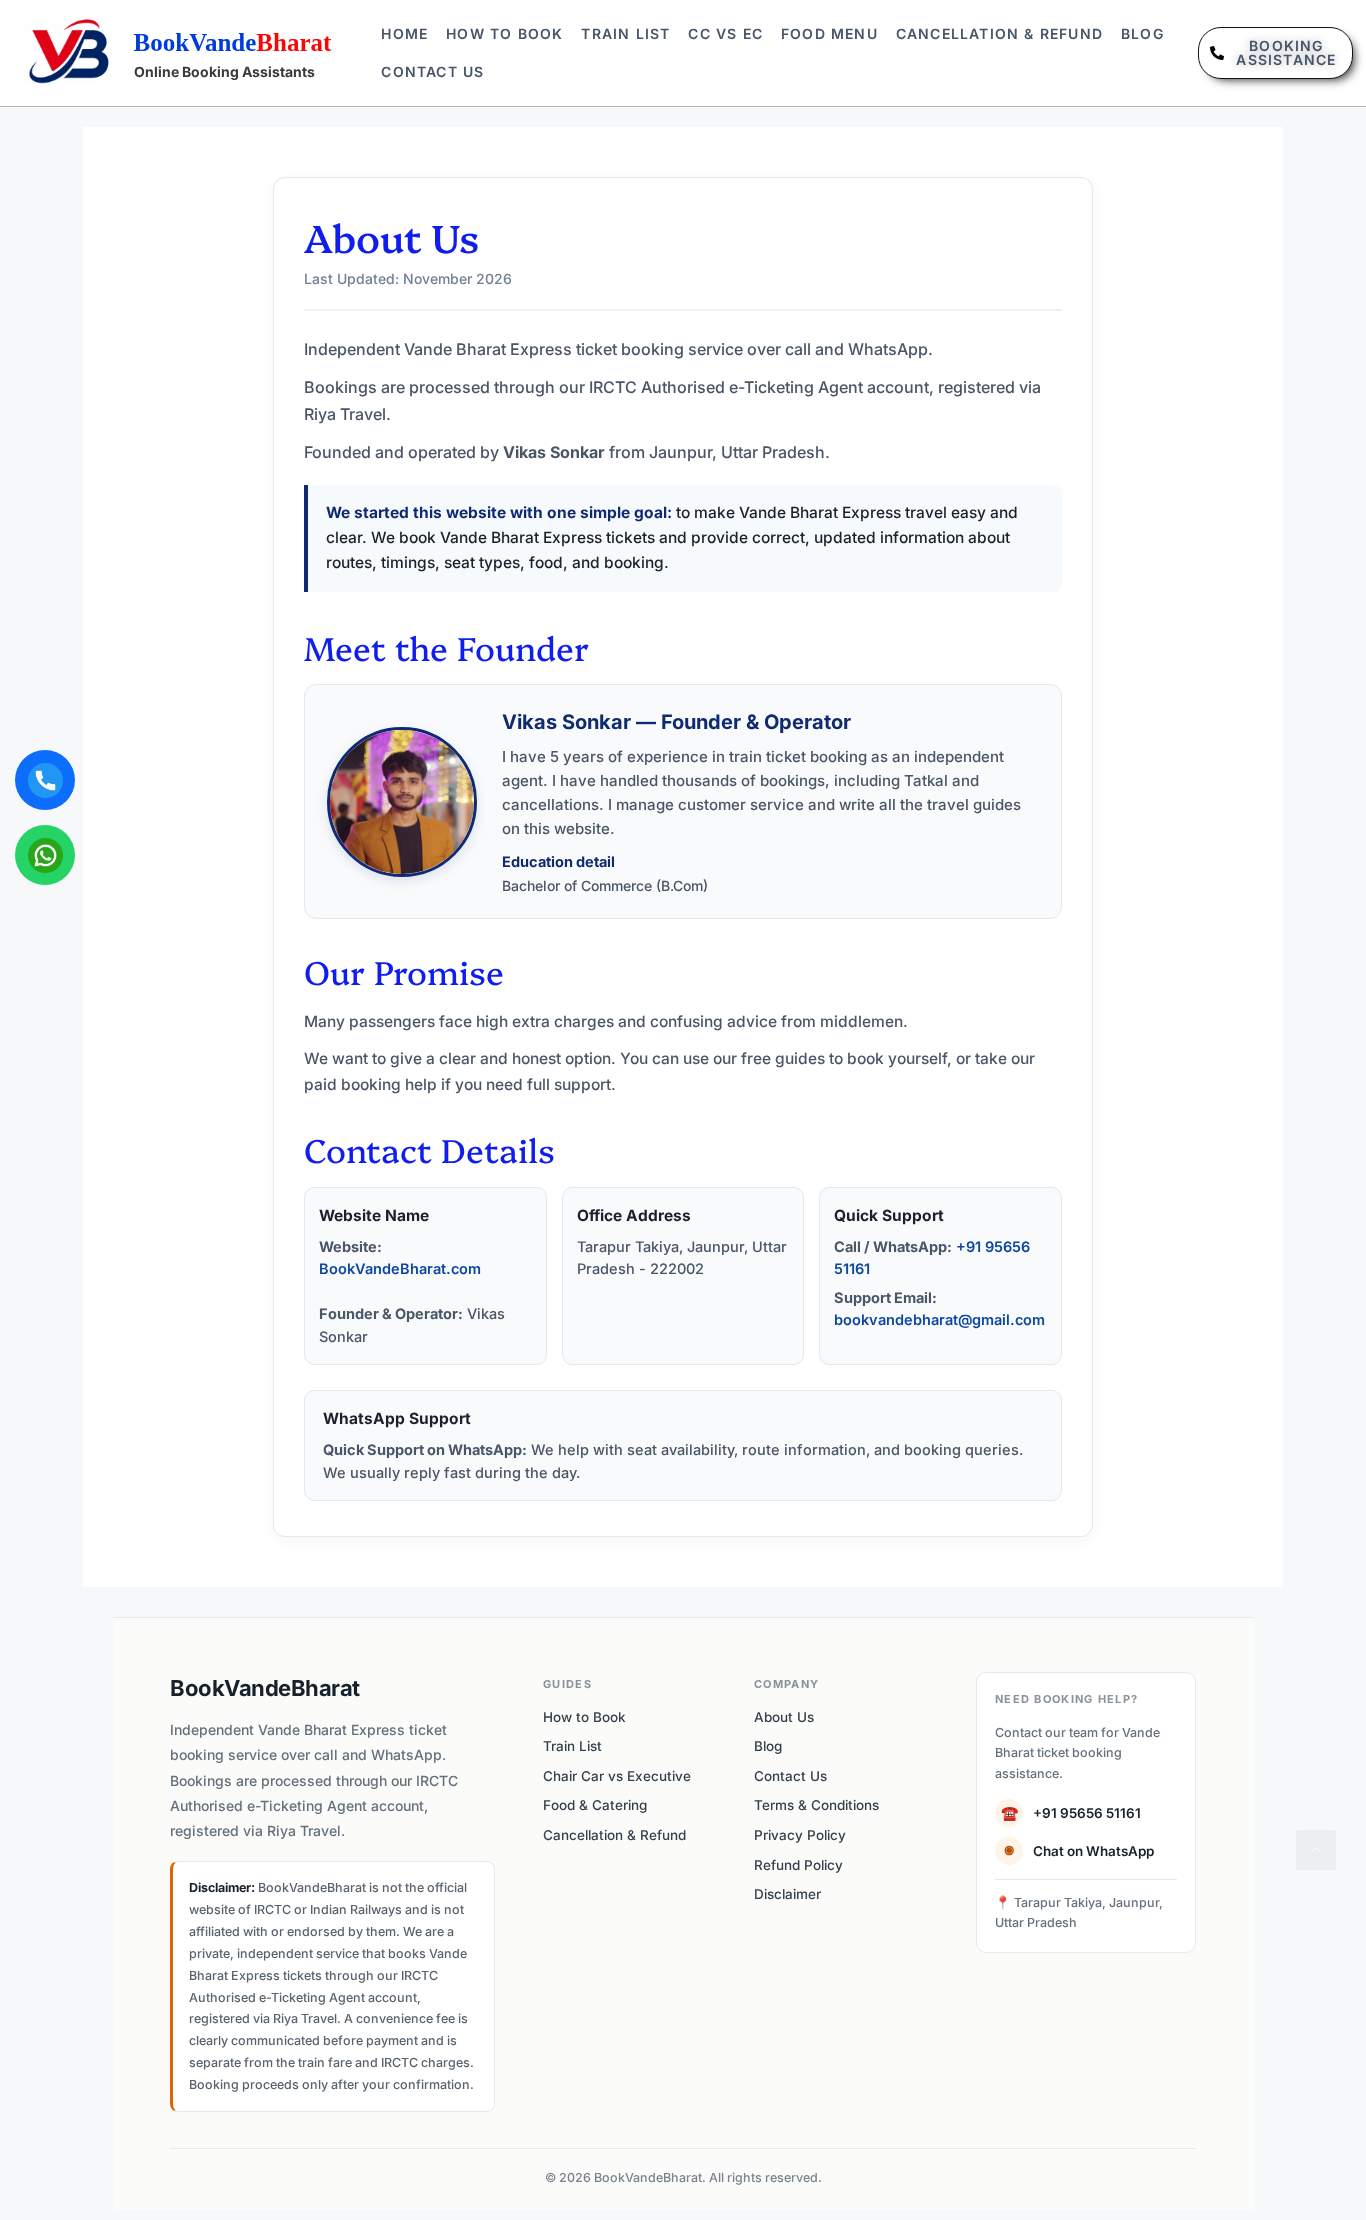 BookVandeBharat
Online Booking Assistants
HOME HOW TO BOOK TRAIN LIST CC VS EC FOOD MENU CANCELLATION & REFUND BLOG
CONTACT US
BOOKING
ASSISTANCE
About Us
Last Updated: November 2026
Independent Vande Bharat Express ticket booking service over call and WhatsApp.
Bookings are processed through our IRCTC Authorised e-Ticketing Agent account, registered via
Riya Travel.
Founded and operated by Vikas Sonkar from Jaunpur, Uttar Pradesh.
We started this website with one simple goal: to make Vande Bharat Express travel easy and
clear. We book Vande Bharat Express tickets and provide correct, updated information about
routes, timings, seat types, food, and booking.
Meet the Founder
Vikas Sonkar — Founder & Operator
I have 5 years of experience in train ticket booking as an independent
agent. I have handled thousands of bookings, including Tatkal and
cancellations. I manage customer service and write all the travel guides
on this website.
Education detail
Bachelor of Commerce (B.Com)
Our Promise
Many passengers face high extra charges and confusing advice from middlemen.
We want to give a clear and honest option. You can use our free guides to book yourself, or take our
paid booking help if you need full support.
Contact Details
Website Name
Website:
BookVandeBharat.com
Founder & Operator: Vikas
Sonkar
Office Address
Tarapur Takiya, Jaunpur, Uttar
Pradesh - 222002
Quick Support
Call / WhatsApp: +91 95656
51161
Support Email:
bookvandebharat@gmail.com
WhatsApp Support
Quick Support on WhatsApp: We help with seat availability, route information, and booking queries.
We usually reply fast during the day.
BookVandeBharat
Independent Vande Bharat Express ticket
booking service over call and WhatsApp.
Bookings are processed through our IRCTC
Authorised e-Ticketing Agent account,
registered via Riya Travel.
Disclaimer: BookVandeBharat is not the official
website of IRCTC or Indian Railways and is not
affiliated with or endorsed by them. We are a
private, independent service that books Vande
Bharat Express tickets through our IRCTC
Authorised e-Ticketing Agent account,
registered via Riya Travel. A convenience fee is
clearly communicated before payment and is
separate from the train fare and IRCTC charges.
Booking proceeds only after your confirmation.
GUIDES
How to Book
Train List
Chair Car vs Executive
Food & Catering
Cancellation & Refund
COMPANY
About Us
Blog
Contact Us
Terms & Conditions
Privacy Policy
Refund Policy
Disclaimer
NEED BOOKING HELP?
Contact our team for Vande
Bharat ticket booking
assistance.
+91 95656 51161
Chat on WhatsApp
Tarapur Takiya, Jaunpur,
Uttar Pradesh
© 2026 BookVandeBharat. All rights reserved.